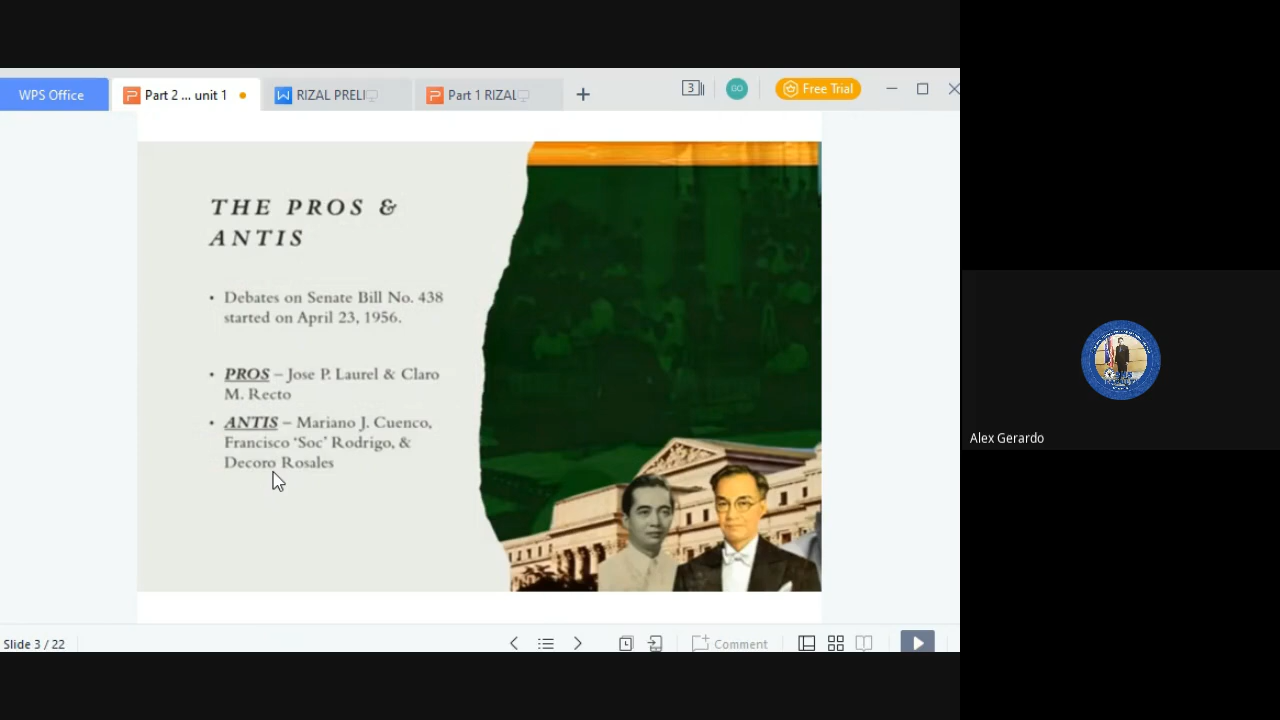 WPS Office
Part 2 ... unit 1
RIZAL PRELI
Part 1 RIZAL
3
GO
Free Trial
THE PROS &
ANTIS
• Debates on Senate Bill No. 438
started on April 23, 1956.
• PROS – Jose P. Laurel & Claro
M. Recto
• ANTIS – Mariano J. Cuenco,
Francisco ‘Soc’ Rodrigo, &
Decoro Rosales
Alex Gerardo
Slide 3 / 22
Comment